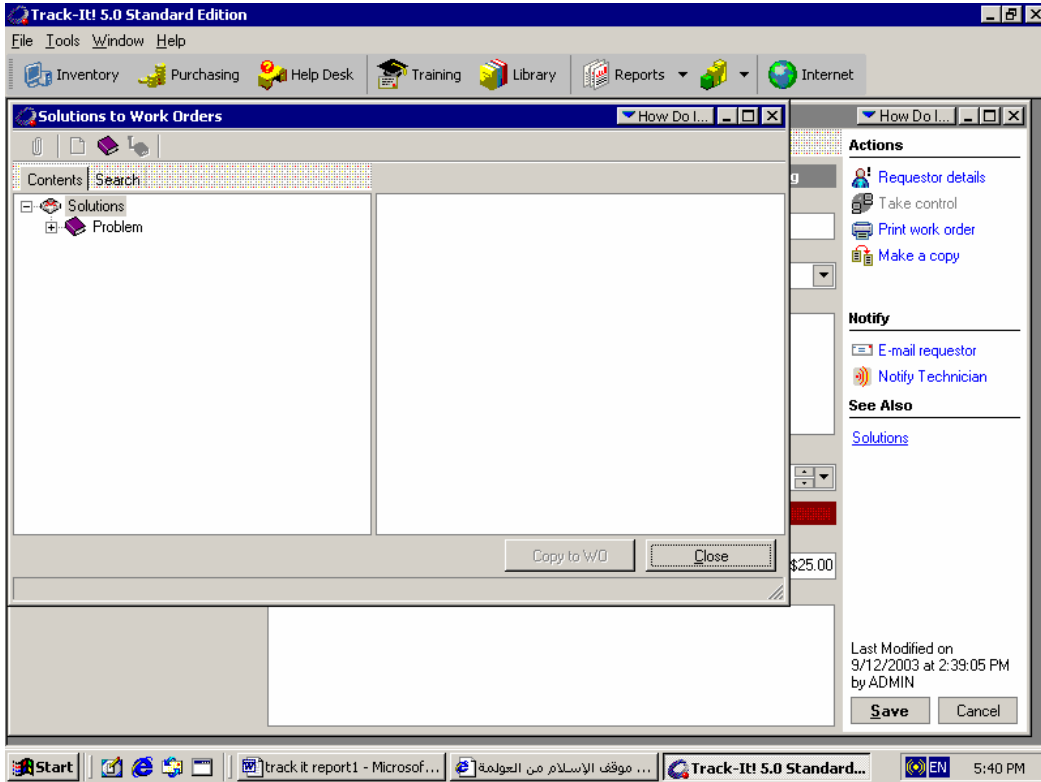 Track-It! 5.0 Standard Edition
File Tools Window Help
Inventory Purchasing Help Desk Training Library Reports Internet
Solutions to Work Orders How Do I...
How Do I...
Contents Search
Solutions
Problem
Copy to WO Close
g
$25.00
Actions
Requestor details
Take control
Print work order
Make a copy
Notify
E-mail requestor
Notify Technician
See Also
Solutions
Last Modified on
9/12/2003 at 2:39:05 PM
by ADMIN
Save Cancel
Start track it report1 - Microsof... موقف الإسلام من العولمة ... Track-It! 5.0 Standard... EN 5:40 PM